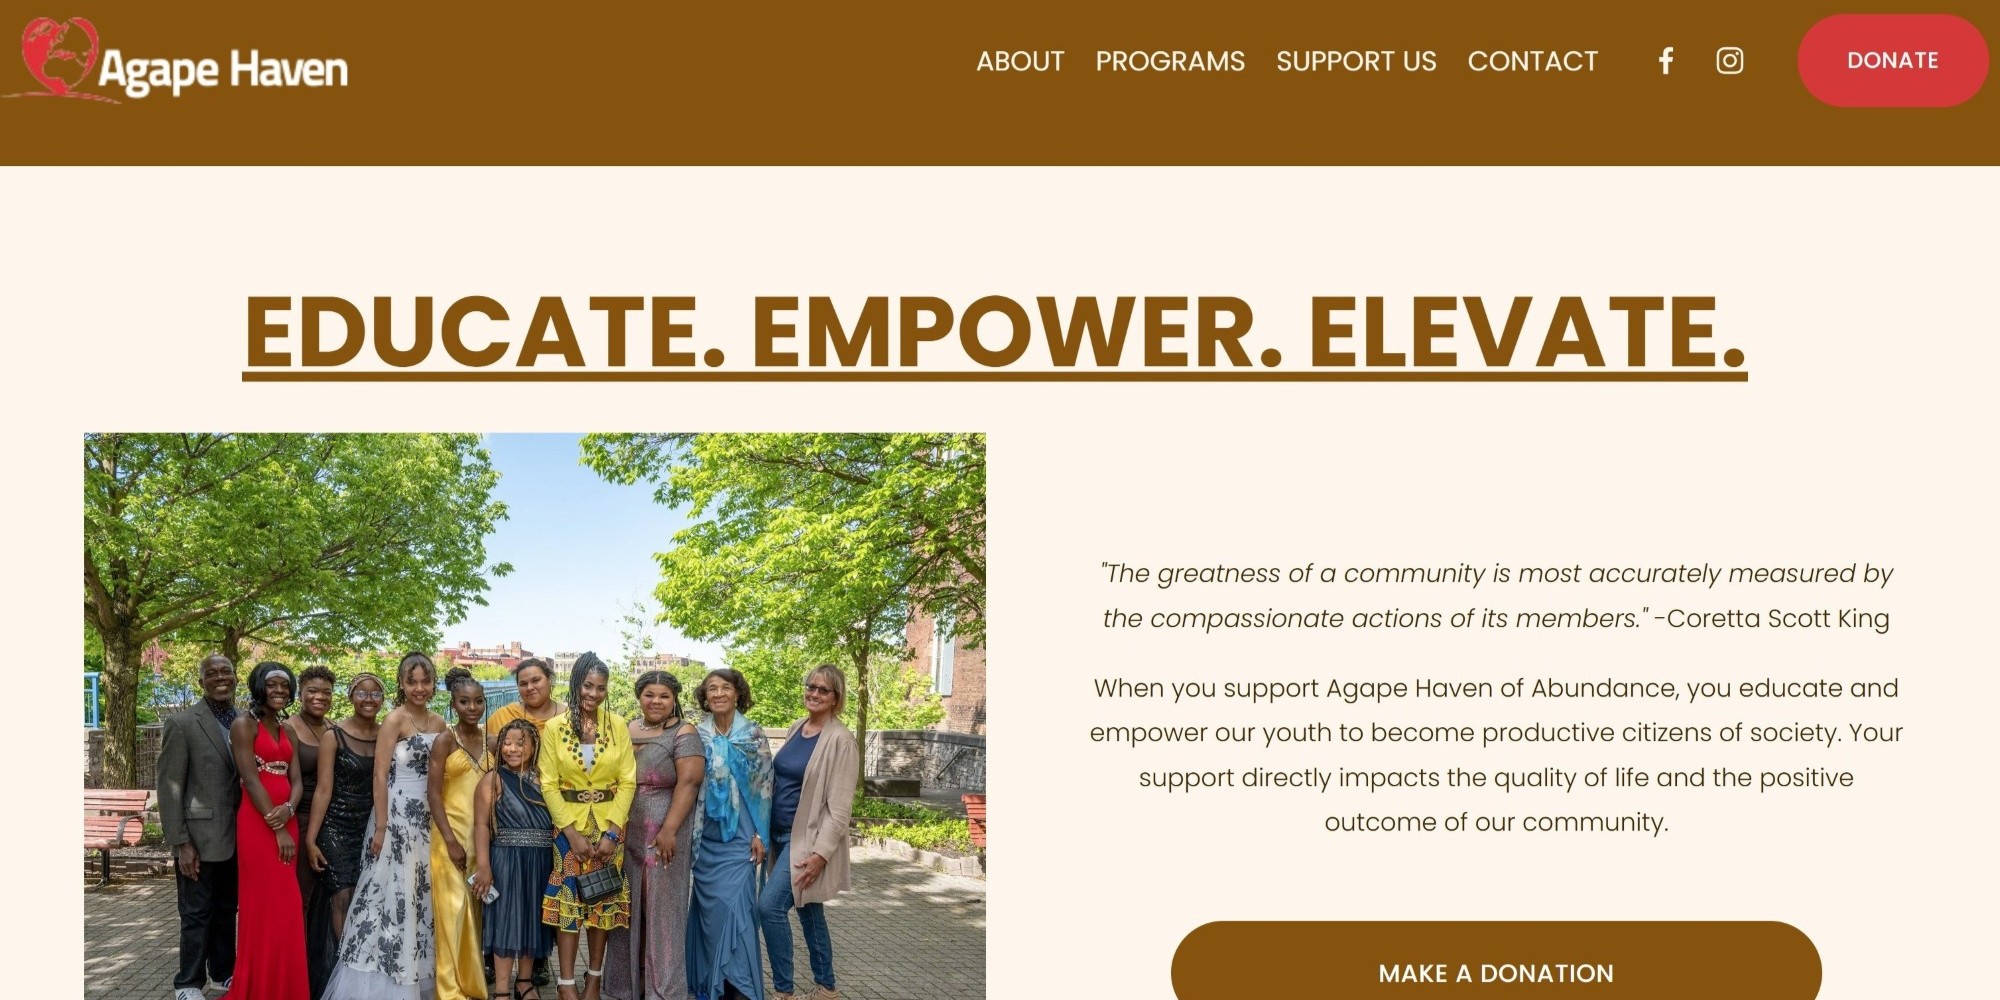 Agape Haven
ABOUT PROGRAMS SUPPORT US CONTACT DONATE
EDUCATE. EMPOWER. ELEVATE.
"The greatness of a community is most accurately measured by
the compassionate actions of its members." -Coretta Scott King
When you support Agape Haven of Abundance, you educate and
empower our youth to become productive citizens of society. Your
support directly impacts the quality of life and the positive
outcome of our community.
MAKE A DONATION